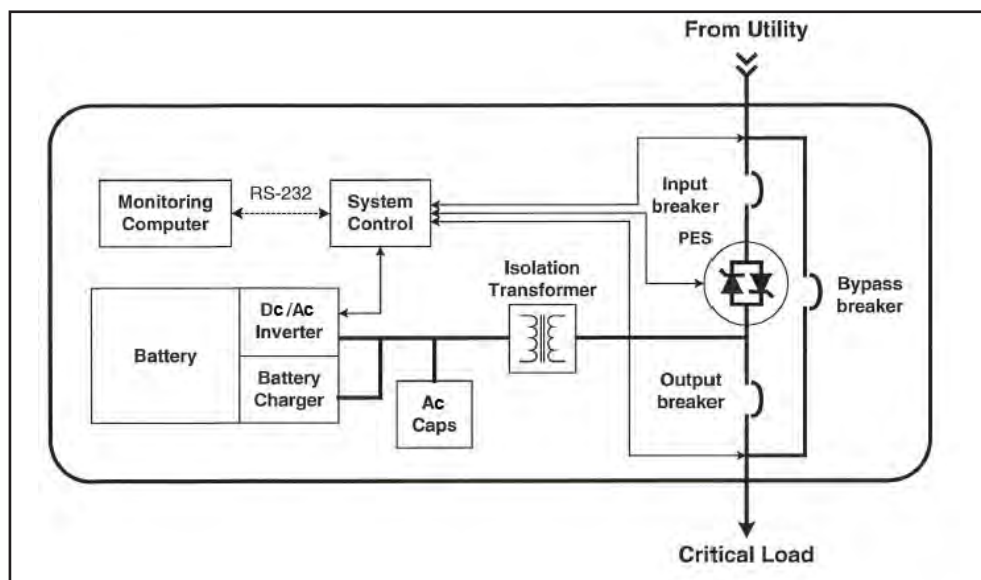 From Utility
Monitoring
Computer
RS-232
System
Control
Input
breaker
PES
Bypass
breaker
Isolation
Transformer
Battery
Dc/Ac
Inverter
Battery
Charger
Ac
Caps
Output
breaker
Critical Load